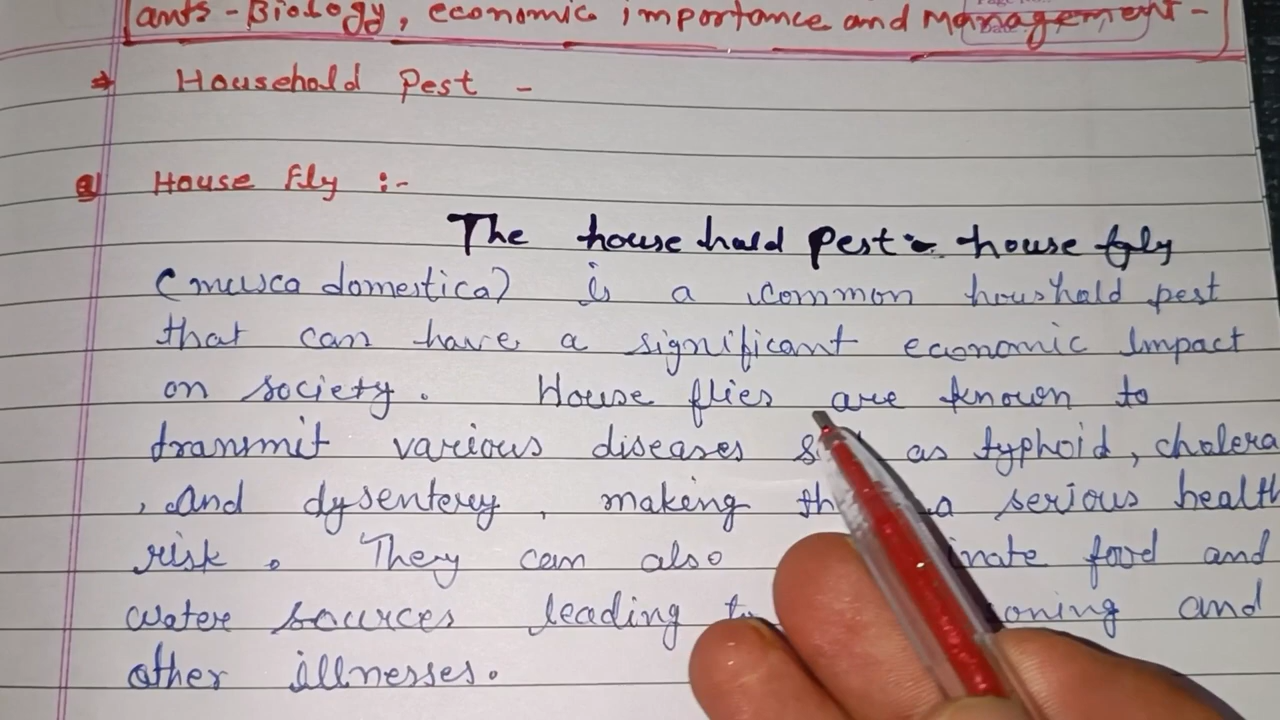 ants - Biology, economic importance and Management -
⇒ Household Pest -
House fly :-
The household pest - house fly
(musca domestica) is a common houshold pest
that can have a significant economic Impact
on society. House flies are known to
transmit various diseases as typhoid, cholera
, and dysentery, making a serious health
risk. They can also food and
water sources leading and
other illnesses.